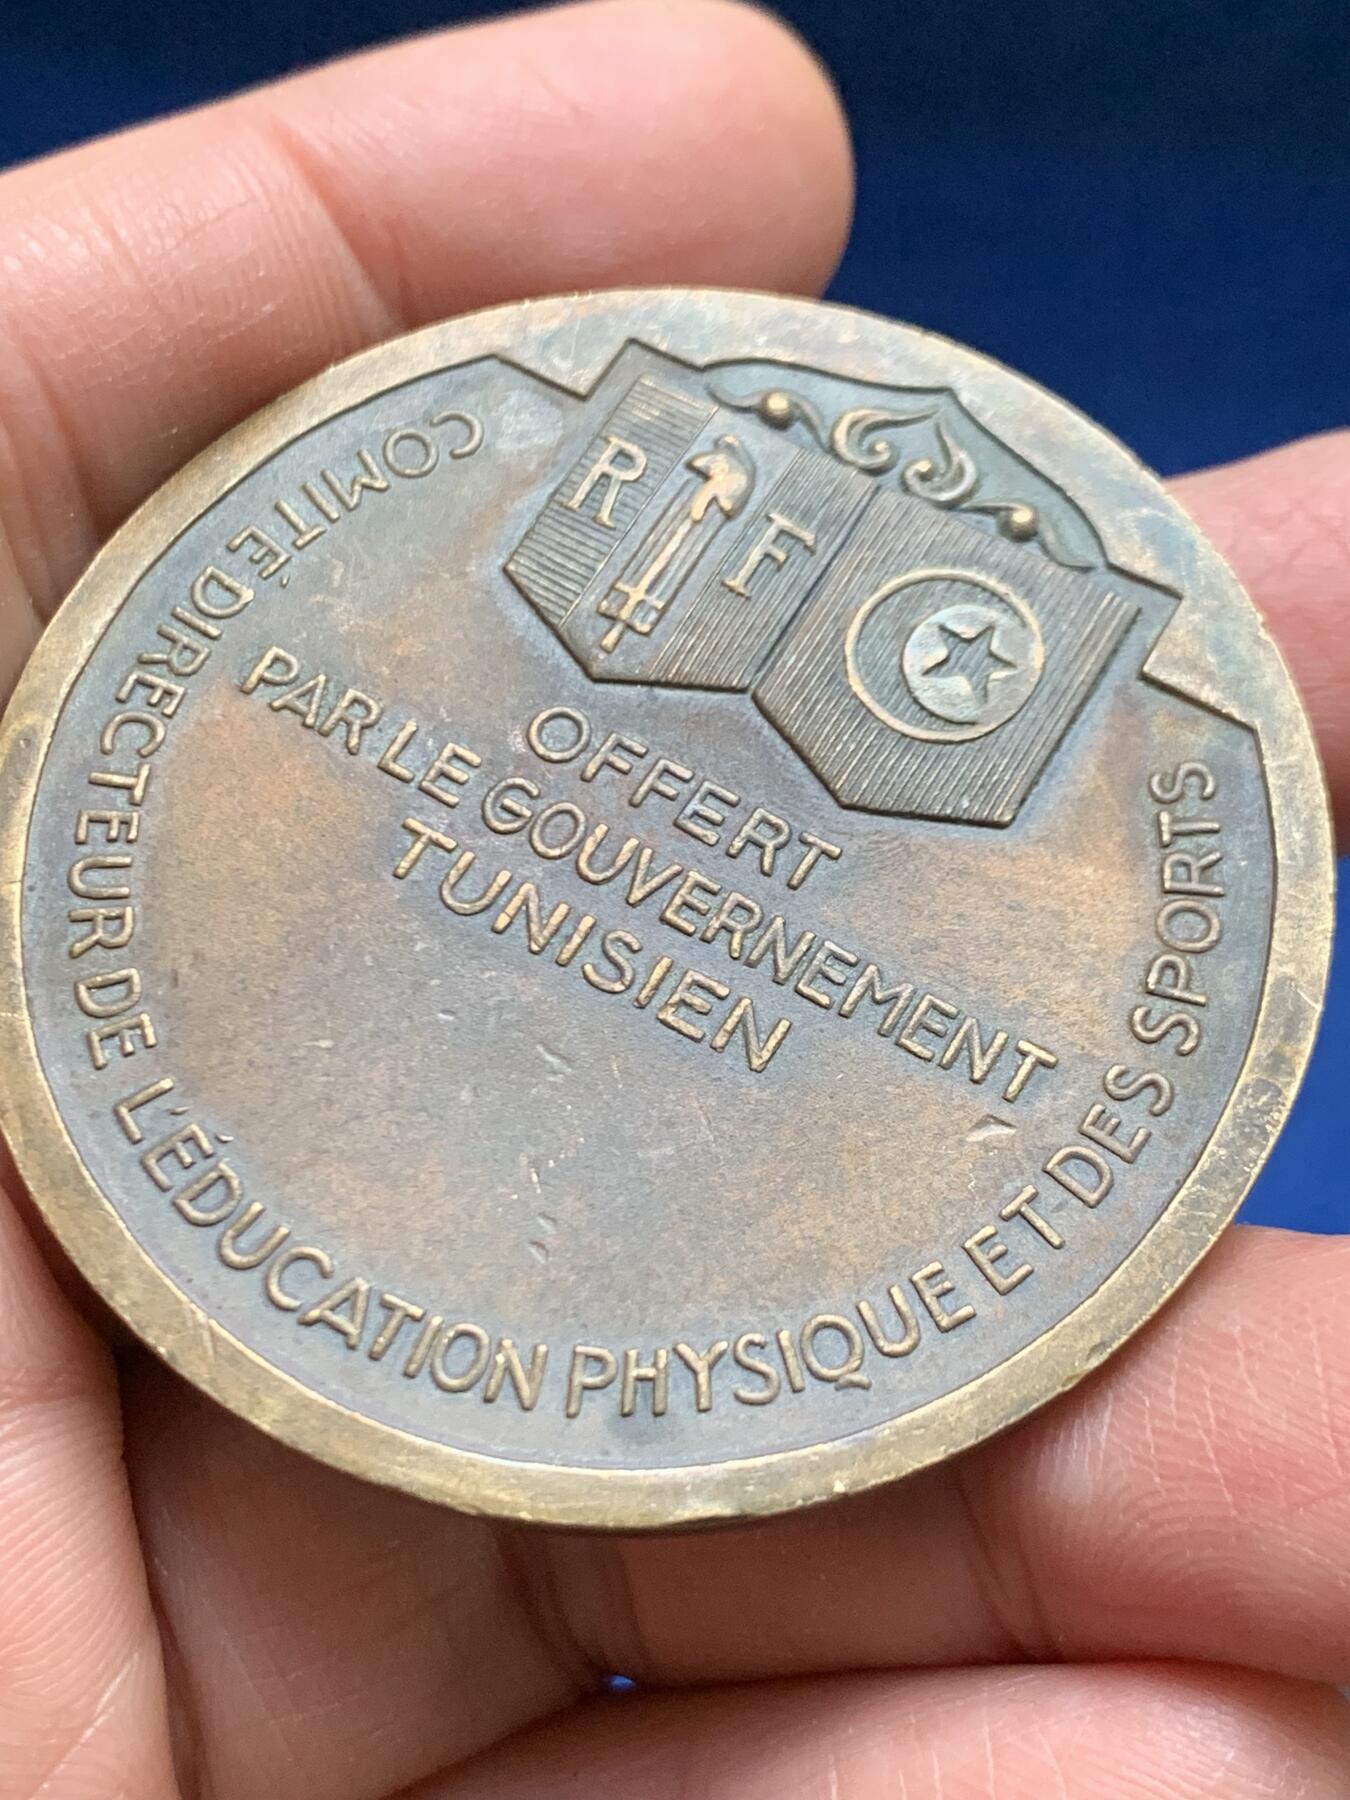 R F
OFFERT
PAR LE GOUVERNEMENT
TUNISIEN
COMITÉ DIRECTEUR DE L'ÉDUCATION PHYSIQUE ET DES SPORTS